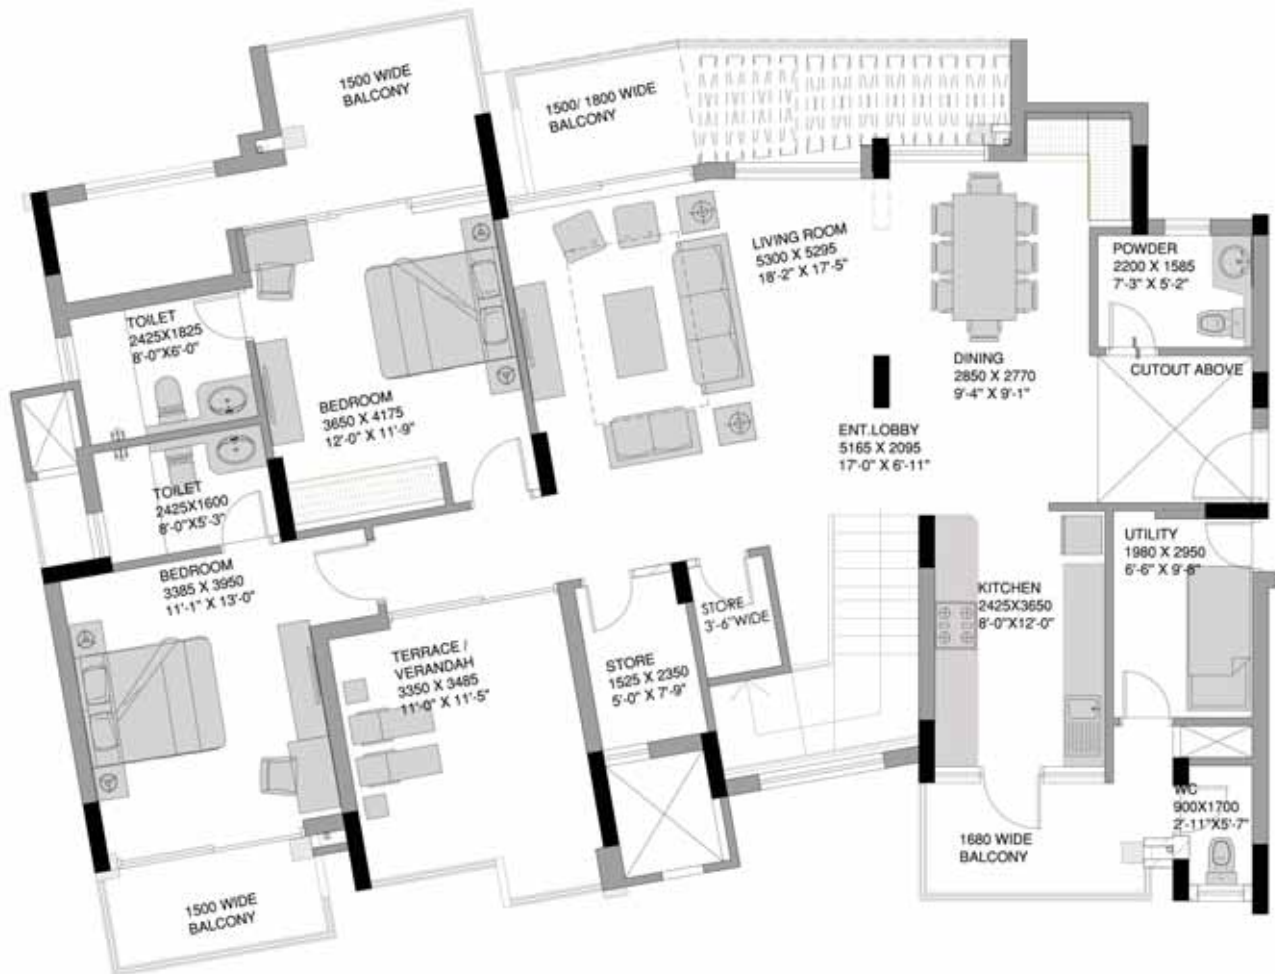 1500 WIDE
BALCONY
1500/ 1800 WIDE
BALCONY
LIVING ROOM
5300 X 5295
18'-2" X 17'-5"
POWDER
2200 X 1585
7'-3" X 5'-2"
TOILET
2425X1825
8'-0"X6'-0"
DINING
2850 X 2770
9'-4" X 9'-1"
CUTOUT ABOVE
BEDROOM
3650 X 4175
12'-0" X 11'-9"
ENT.LOBBY
5165 X 2095
17'-0" X 6'-11"
TOILET
2425X1600
8'-0"X5'-3"
UTILITY
1980 X 2950
6'-6" X 9'-8"
BEDROOM
3385 X 3950
11'-1" X 13'-0"
KITCHEN
2425X3650
8'-0"X12'-0"
STORE
3'-6"WIDE
TERRACE /
VERANDAH
3350 X 3485
11'-0" X 11'-5"
STORE
1525 X 2350
5'-0" X 7'-9"
WC
900X1700
2'-11"X5'-7"
1680 WIDE
BALCONY
1500 WIDE
BALCONY